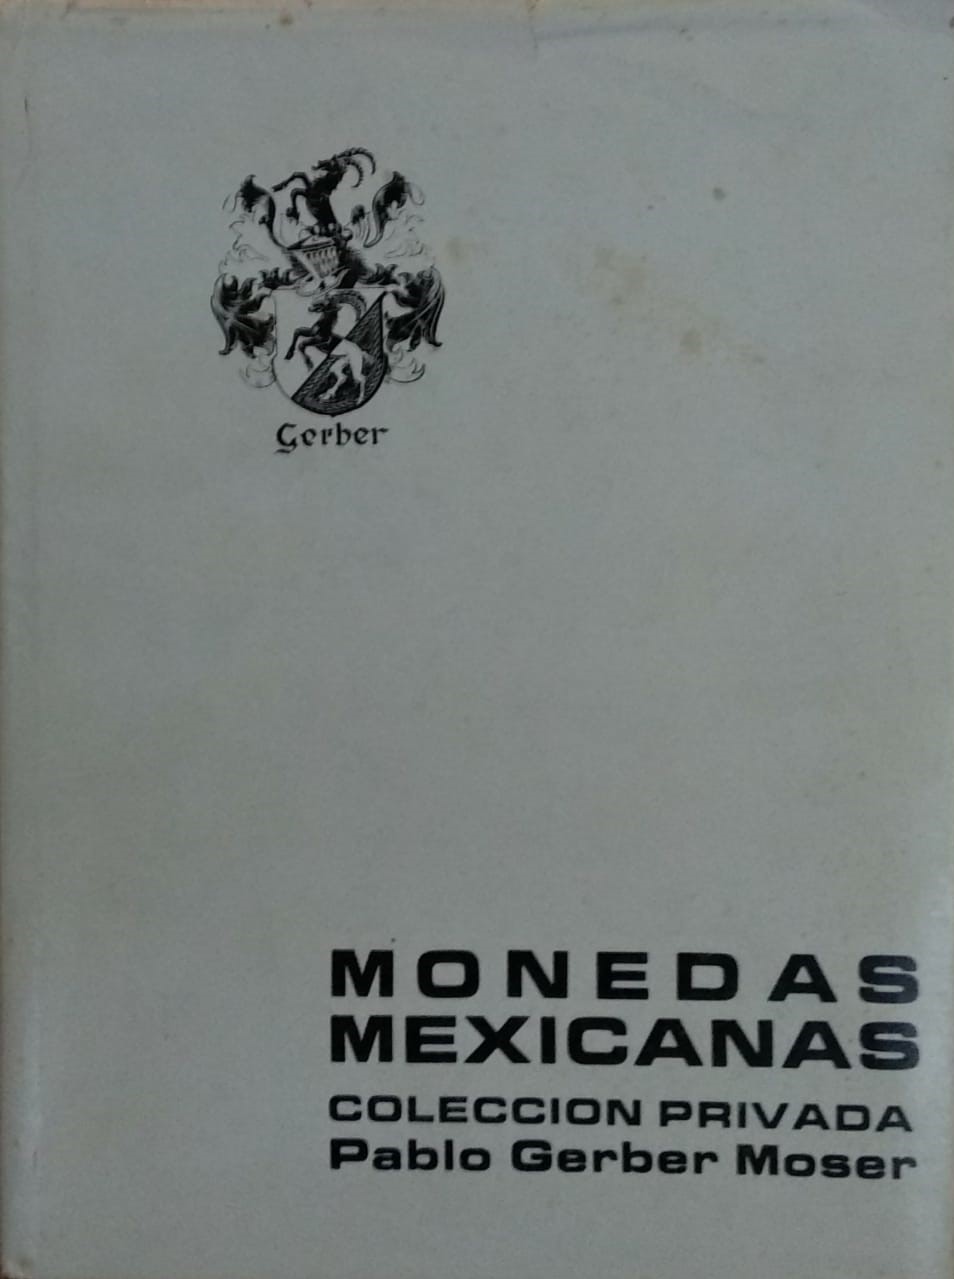 Gerber
MONEDAS
MEXICANAS
COLECCION PRIVADA
Pablo Gerber Moser